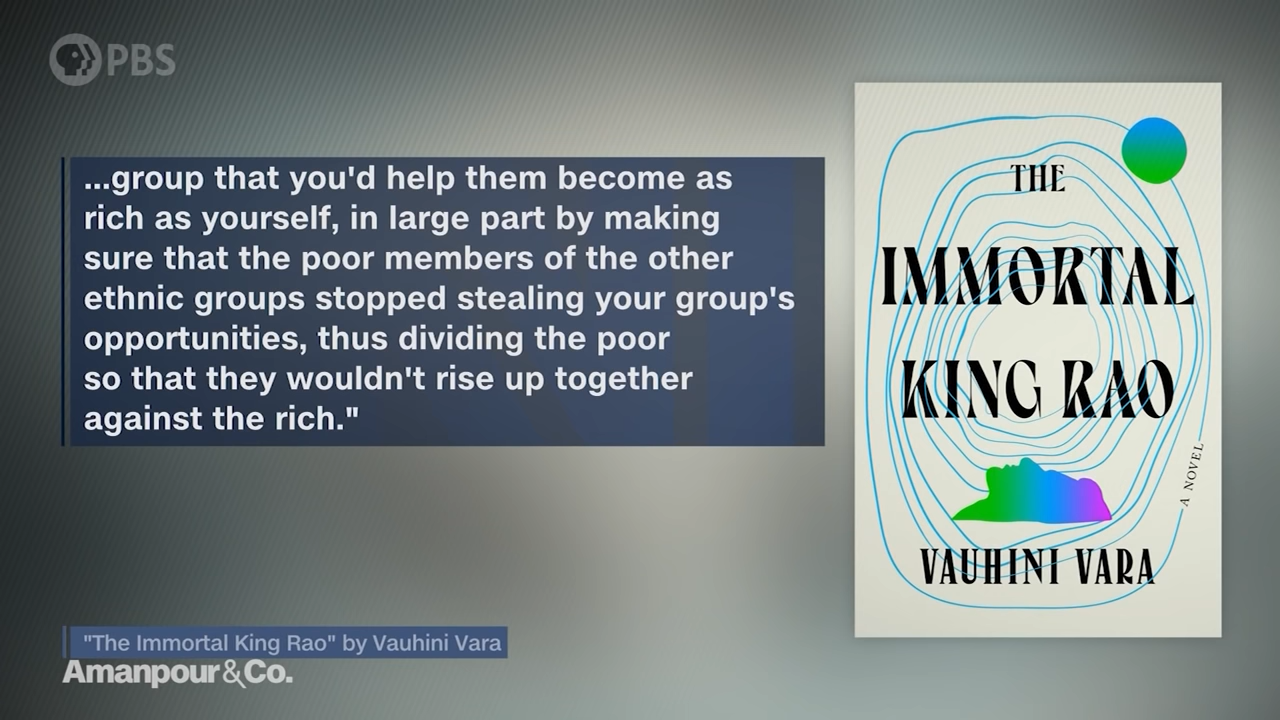 PBS
...group that you'd help them become as
rich as yourself, in large part by making
sure that the poor members of the other
ethnic groups stopped stealing your group's
opportunities, thus dividing the poor
so that they wouldn't rise up together
against the rich."
THE
IMMORTAL
KING RAO
A NOVEL
VAUHINI VARA
"The Immortal King Rao" by Vauhini Vara
Amanpour&Co.